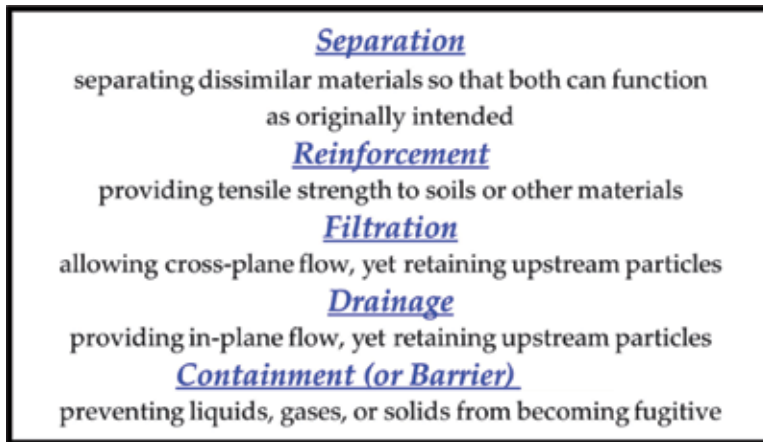 Separation
separating dissimilar materials so that both can function
as originally intended
Reinforcement
providing tensile strength to soils or other materials
Filtration
allowing cross-plane flow, yet retaining upstream particles
Drainage
providing in-plane flow, yet retaining upstream particles
Containment (or Barrier)
preventing liquids, gases, or solids from becoming fugitive